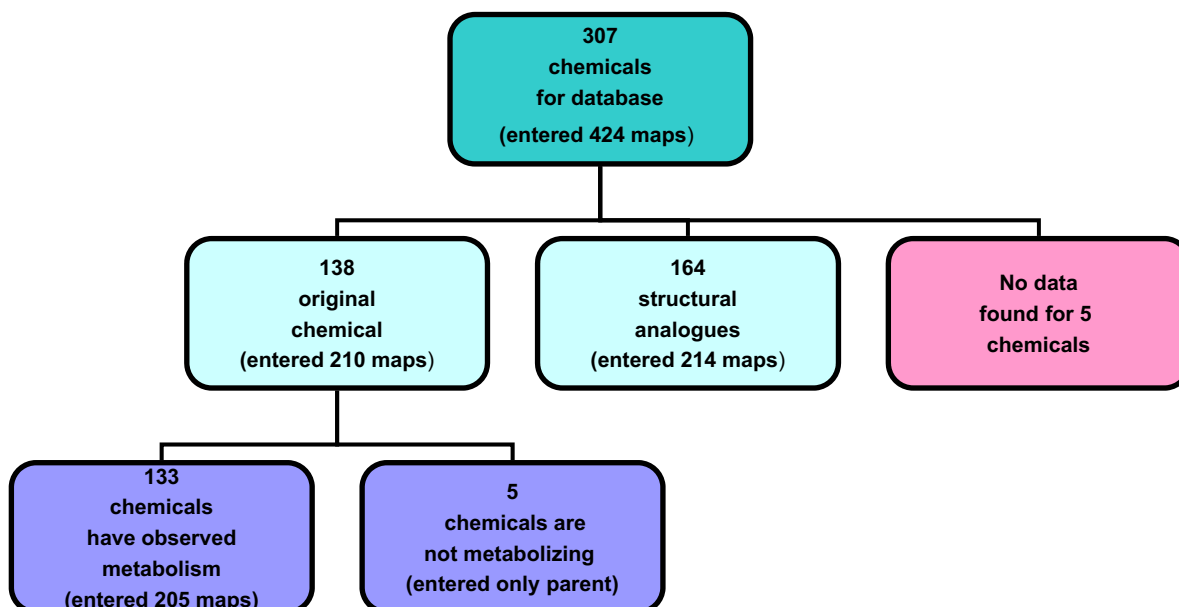 307
chemicals
for database
(entered 424 maps)
138
original
chemical
(entered 210 maps)
164
structural
analogues
(entered 214 maps)
No data
found for 5
chemicals
133
chemicals
have observed
metabolism
(entered 205 maps)
5
chemicals are
not metabolizing
(entered only parent)